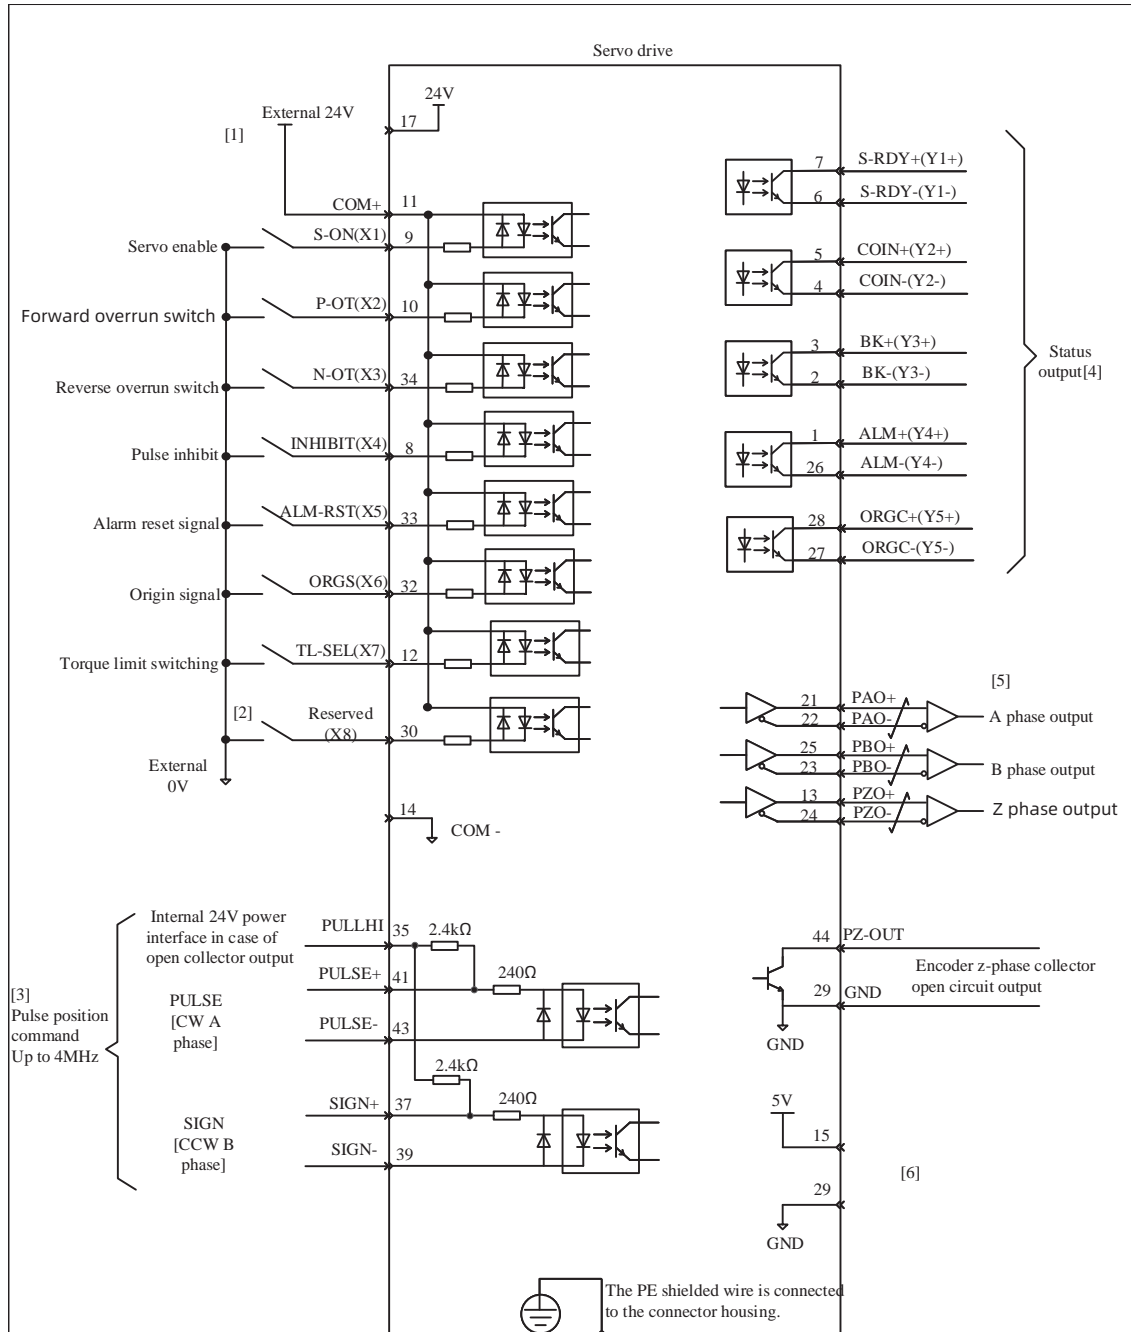 Servo drive
24V
17
External 24V
[1]
COM+
11
Servo enable
S-ON(X1)
9
Forward overrun switch
P-OT(X2)
10
Reverse overrun switch
N-OT(X3)
34
Pulse inhibit
INHIBIT(X4)
8
Alarm reset signal
ALM-RST(X5)
33
Origin signal
ORGS(X6)
32
Torque limit switching
TL-SEL(X7)
12
[2]
Reserved
(X8)
30
External
0V
14
COM -
7
S-RDY+(Y1+)
6
S-RDY-(Y1-)
5
COIN+(Y2+)
4
COIN-(Y2-)
3
BK+(Y3+)
2
BK-(Y3-)
1
ALM+(Y4+)
26
ALM-(Y4-)
28
ORGC+(Y5+)
27
ORGC-(Y5-)
Status
output[4]
[5]
21
PAO+
22
PAO-
A phase output
25
PBO+
23
PBO-
B phase output
13
PZO+
24
PZO-
Z phase output
[3]
Pulse position
command
Up to 4MHz
Internal 24V power
interface in case of
open collector output
PULLHI
35
2.4kΩ
PULSE+
41
240Ω
PULSE
[CW A
phase]
PULSE-
43
2.4kΩ
SIGN+
37
240Ω
SIGN
[CCW B
phase]
SIGN-
39
44
PZ-OUT
Encoder z-phase collector
open circuit output
29
GND
GND
5V
15
[6]
29
GND
The PE shielded wire is connected
to the connector housing.